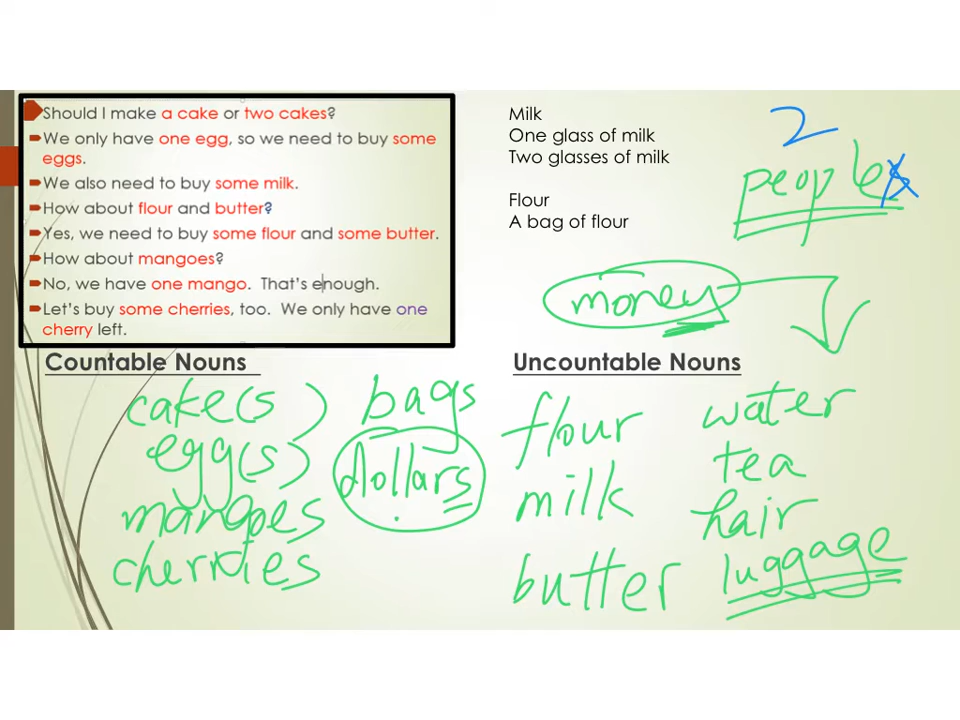 Should I make a cake or two cakes?
We only have one egg, so we need to buy some
eggs.
We also need to buy some milk.
How about flour and butter?
Yes, we need to buy some flour and some butter.
How about mangoes?
No, we have one mango.  That's enough.
Let's buy some cherries, too.  We only have one
cherry left.
Milk
One glass of milk
Two glasses of milk
Flour
A bag of flour
2
people
money
Countable Nouns
cake(s)
egg(s)
mangoes
cherries
bags
dollars
Uncountable Nouns
flour
milk
butter
water
tea
hair
luggage